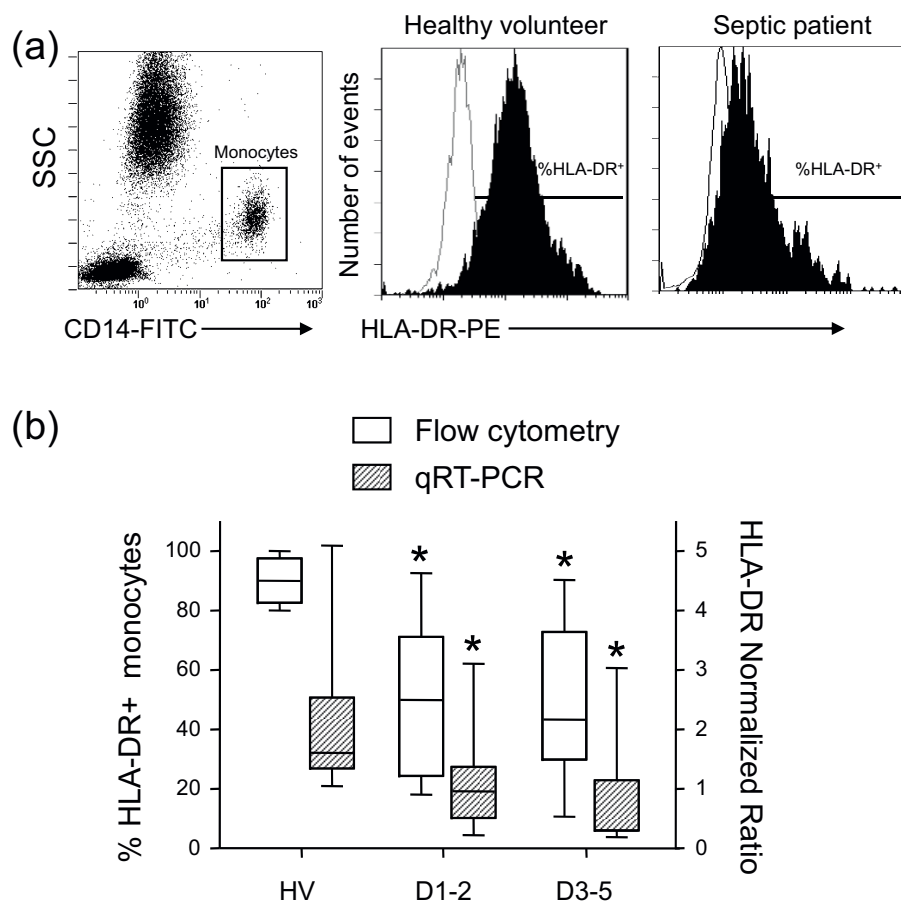 (a)
Healthy volunteer
Septic patient
SSC
Monocytes
10⁰ 10¹ 10² 10³
CD14-FITC
Number of events
%HLA-DR⁺
%HLA-DR⁺
HLA-DR-PE
(b)
Flow cytometry
qRT-PCR
% HLA-DR+ monocytes
100
80
60
40
20
0
* * * *
5
4
3
2
1
0
HLA-DR Normalized Ratio
HV D1-2 D3-5